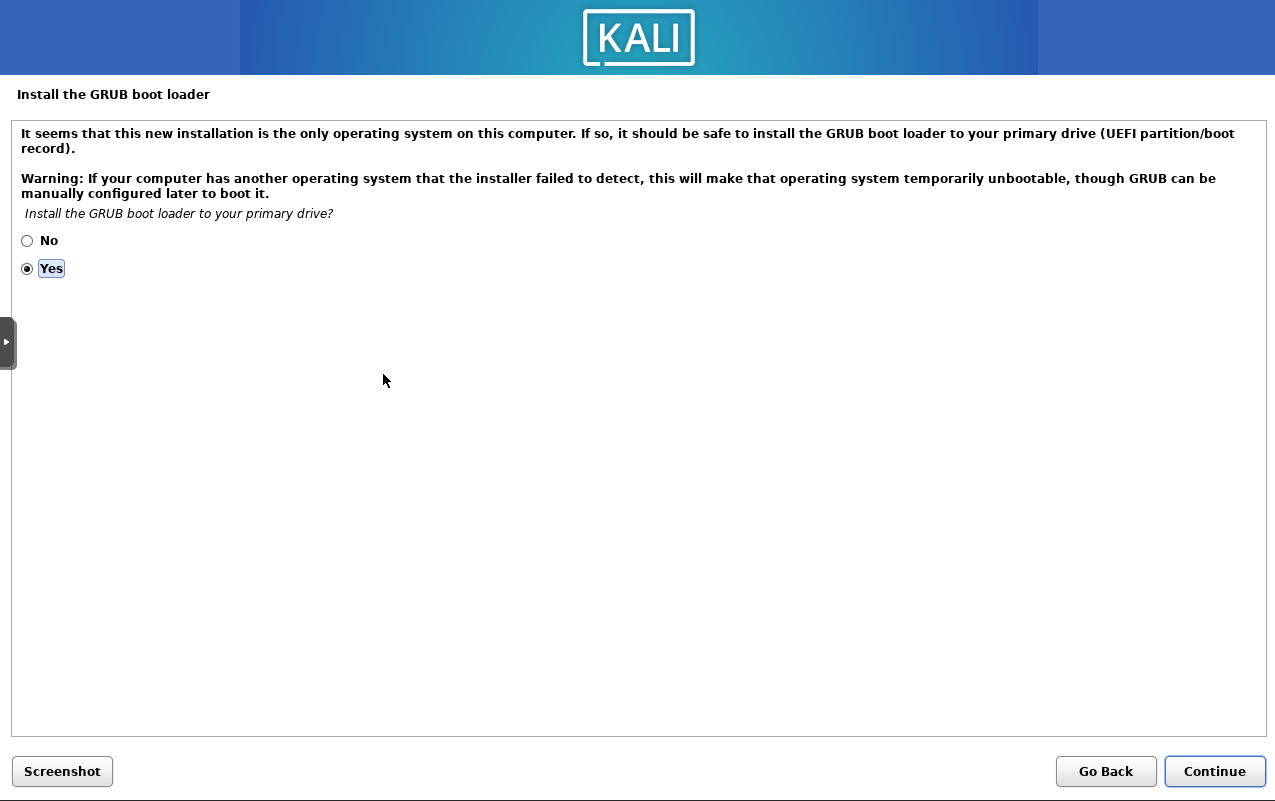 KALI
Install the GRUB boot loader
It seems that this new installation is the only operating system on this computer. If so, it should be safe to install the GRUB boot loader to your primary drive (UEFI partition/boot
record).
Warning: If your computer has another operating system that the installer failed to detect, this will make that operating system temporarily unbootable, though GRUB can be
manually configured later to boot it.
Install the GRUB boot loader to your primary drive?
No
Yes
Screenshot
Go Back
Continue